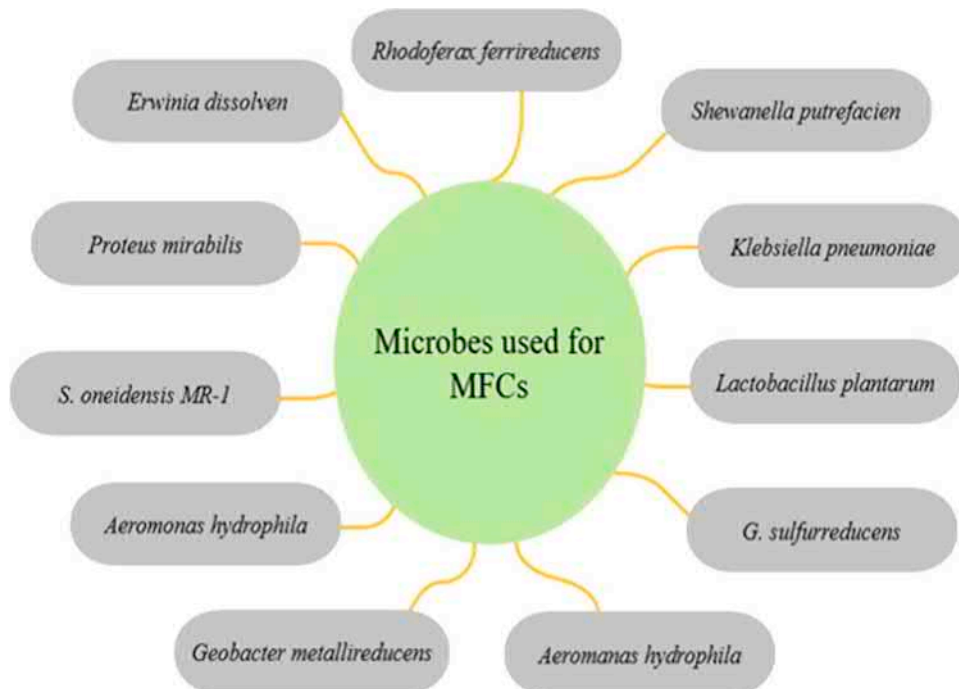 Rhodoferax ferrireducens
Erwinia dissolven
Shewanella putrefacien
Proteus mirabilis
Klebsiella pneumoniae
Microbes used for
MFCs
S. oneidensis MR-1
Lactobacillus plantarum
Aeromonas hydrophila
G. sulfurreducens
Geobacter metallireducens
Aeromanas hydrophila